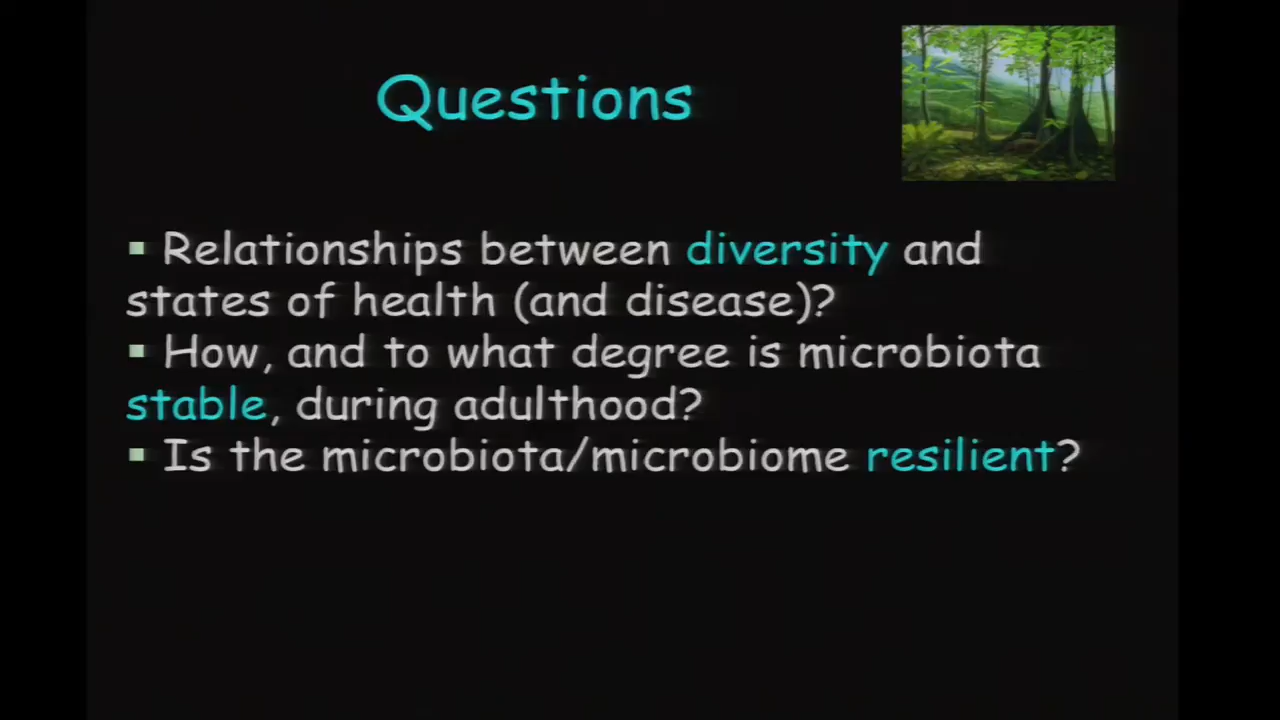 Questions
▪ Relationships between diversity and
states of health (and disease)?
▪ How, and to what degree is microbiota
stable, during adulthood?
▪ Is the microbiota/microbiome resilient?